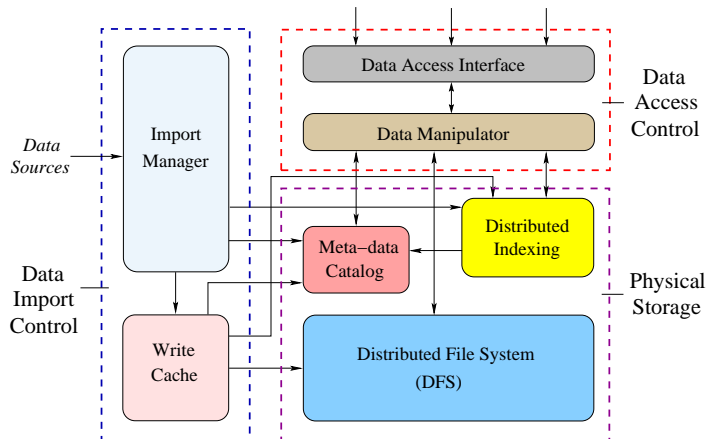 Data Access Interface
Data Manipulator
Data
Access
Control
Import
Manager
Data
Sources
Distributed
Indexing
Meta−data
Catalog
Data
Import
Control
Physical
Storage
Write
Cache
Distributed File System
(DFS)